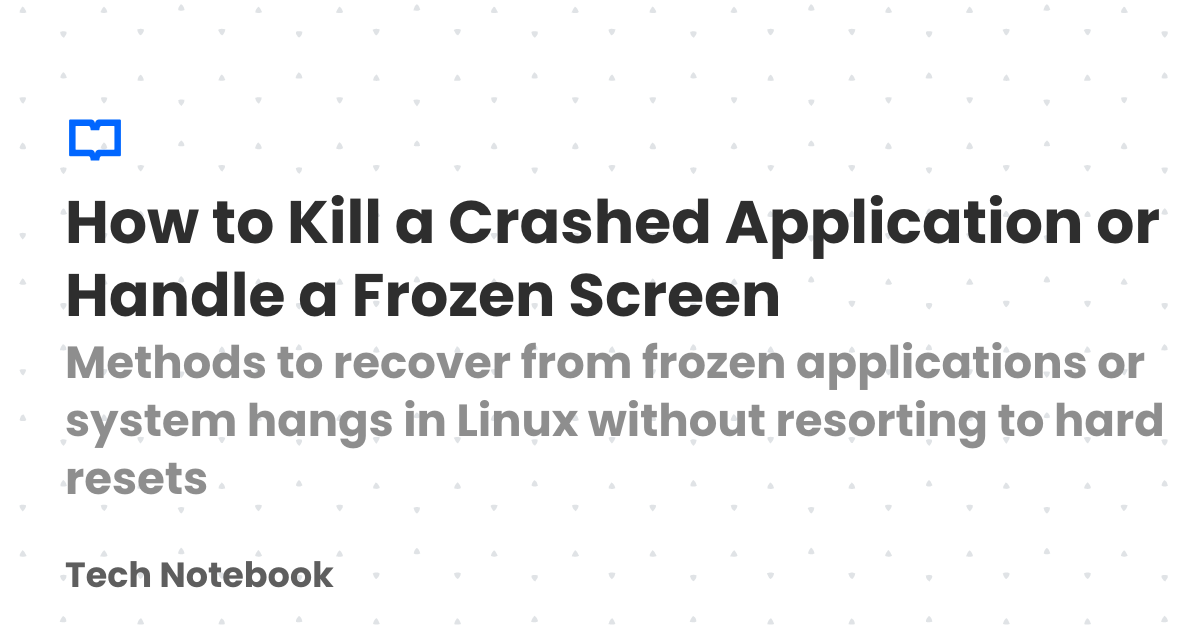 How to Kill a Crashed Application or
Handle a Frozen Screen
Methods to recover from frozen applications or
system hangs in Linux without resorting to hard
resets
Tech Notebook